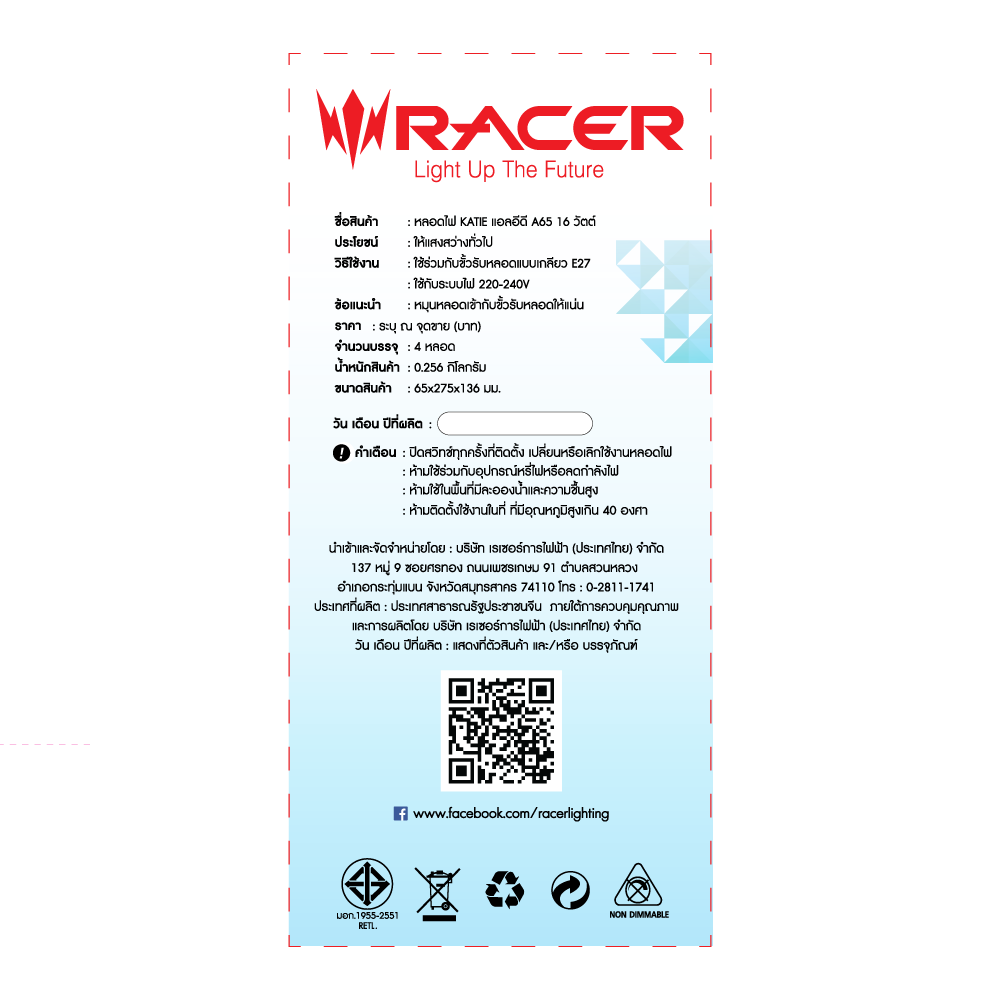 RACER
Light Up The Future
ชื่อสินค้า : หลอดไฟ KATIE แอลอีดี A65 16 วัตต์
ประโยชน์ : ให้แสงสว่างทั่วไป
วิธีใช้งาน : ใช้ร่วมกับขั้วรับหลอดแบบเกลียว E27
: ใช้กับระบบไฟ 220-240V
ข้อแนะนำ : หมุนหลอดเข้ากับขั้วรับหลอดให้แน่น
ราคา : ระบุ ณ จุดขาย (บาท)
จำนวนบรรจุ : 4 หลอด
น้ำหนักสินค้า : 0.256 กิโลกรัม
ขนาดสินค้า : 65x275x136 มม.
วัน เดือน ปีที่ผลิต :
! คำเตือน : ปิดสวิทช์ทุกครั้งที่ติดตั้ง เปลี่ยนหรือเลิกใช้งานหลอดไฟ
: ห้ามใช้ร่วมกับอุปกรณ์หรี่ไฟหรือลดกำลังไฟ
: ห้ามใช้ในพื้นที่มีละอองน้ำและความชื้นสูง
: ห้ามติดตั้งใช้งานในที่ ที่มีอุณหภูมิสูงเกิน 40 องศา
นำเข้าและจัดจำหน่ายโดย : บริษัท เรเซอร์การไฟฟ้า (ประเทศไทย) จำกัด
137 หมู่ 9 ซอยศรทอง ถนนเพชรเกษม 91 ตำบลสวนหลวง
อำเภอกระทุ่มแบน จังหวัดสมุทรสาคร 74110 โทร : 0-2811-1741
ประเทศที่ผลิต : ประเทศสาธารณรัฐประชาชนจีน ภายใต้การควบคุมคุณภาพ
และการผลิตโดย บริษัท เรเซอร์การไฟฟ้า (ประเทศไทย) จำกัด
วัน เดือน ปีที่ผลิต : แสดงที่ตัวสินค้า และ/หรือ บรรจุภัณฑ์
www.facebook.com/racerlighting
มอก.1955-2551
RETL.
NON DIMMABLE